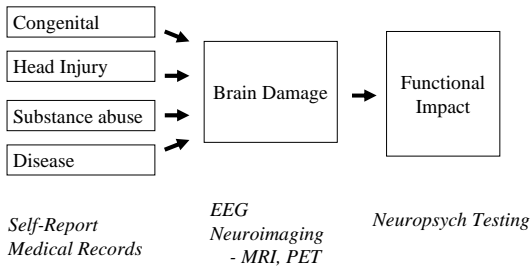 Congenital
Head Injury
Substance abuse
Disease
Brain Damage
Functional
Impact
Self-Report
Medical Records
EEG
Neuroimaging
- MRI, PET
Neuropsych Testing